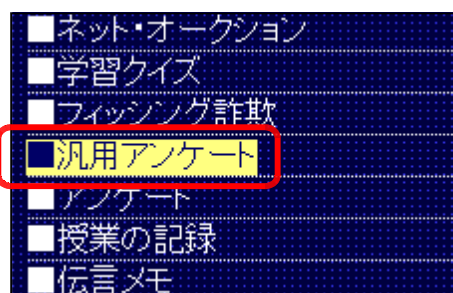 ■ネット・オークション
■学習クイズ
■フィッシング詐欺
■汎用アンケート
■アンケート
■授業の記録
■伝言メモ